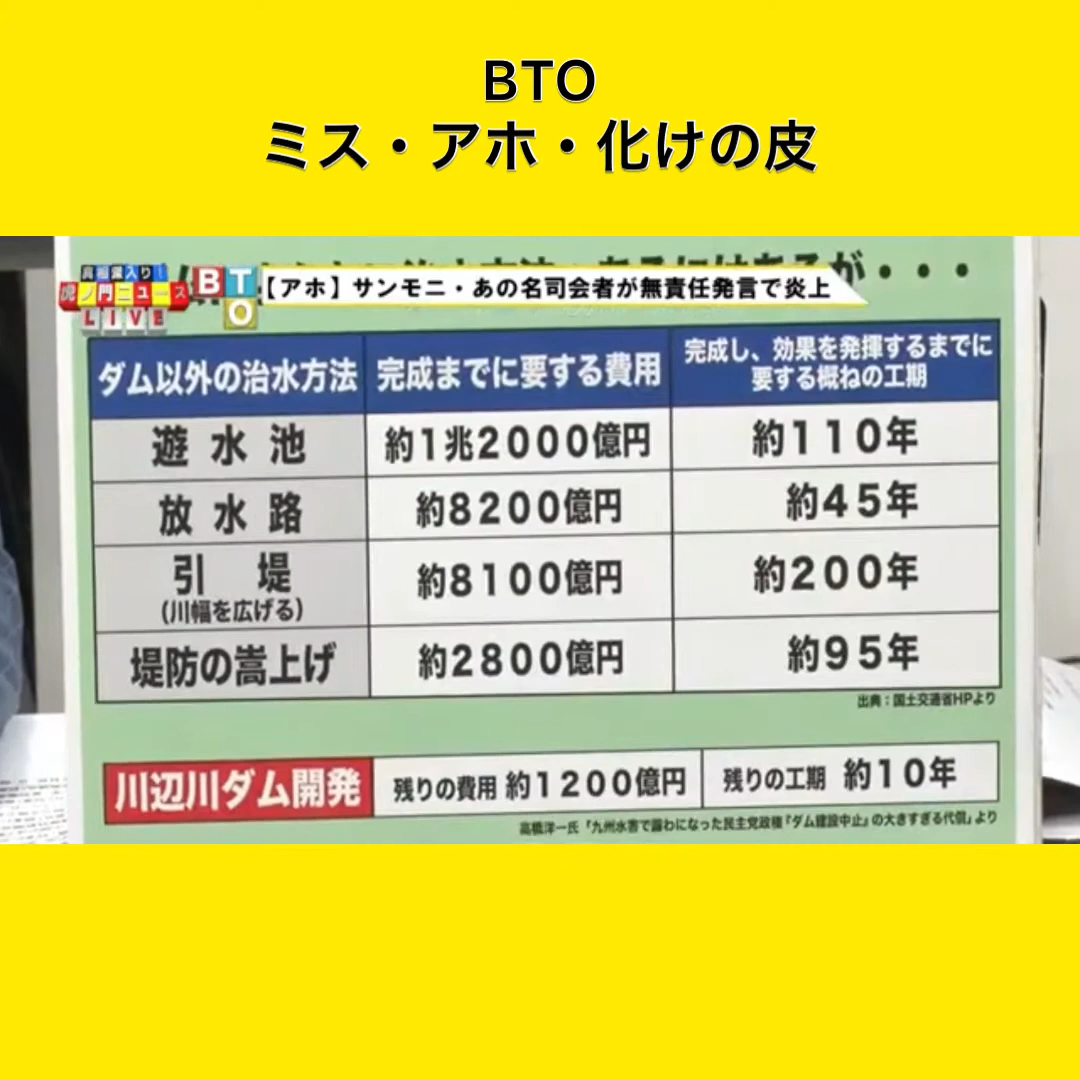 BTO
ミス・アホ・化けの皮
が・・・
真相深入り!
虎ノ門ニュース
LIVE
BTO
【アホ】サンモニ・あの名司会者が無責任発言で炎上
ダム以外の治水方法 完成までに要する費用 完成し、効果を発揮するまでに
要する概ねの工期
遊水池 約1兆2000億円 約110年
放水路 約8200億円 約45年
引堤 約8100億円 約200年
(川幅を広げる)
堤防の嵩上げ 約2800億円 約95年
出典:国土交通省HPより
川辺川ダム開発 残りの費用 約1200億円 残りの工期 約10年
高橋洋一氏「九州水害で露わになった民主党政権『ダム建設中止』の大きすぎる代償」より